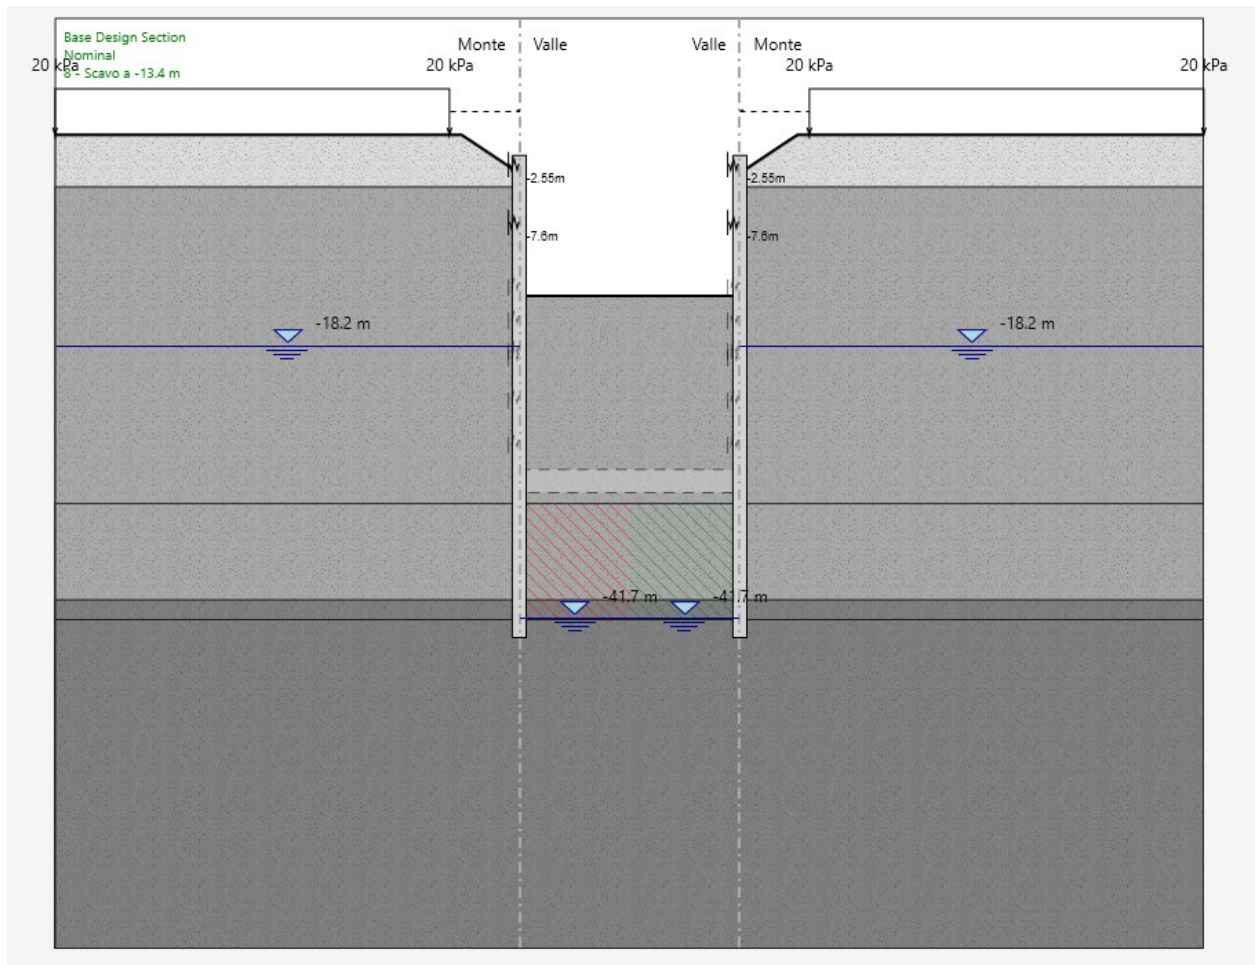 Base Design Section
Nominal
8 - Scavo a -13.4 m
Monte
Valle
Valle
Monte
20 kPa
20 kPa
20 kPa
20 kPa
-2.55m
-2.55m
-7.6m
-7.6m
-18.2 m
-18.2 m
-41.7 m
-41.7 m